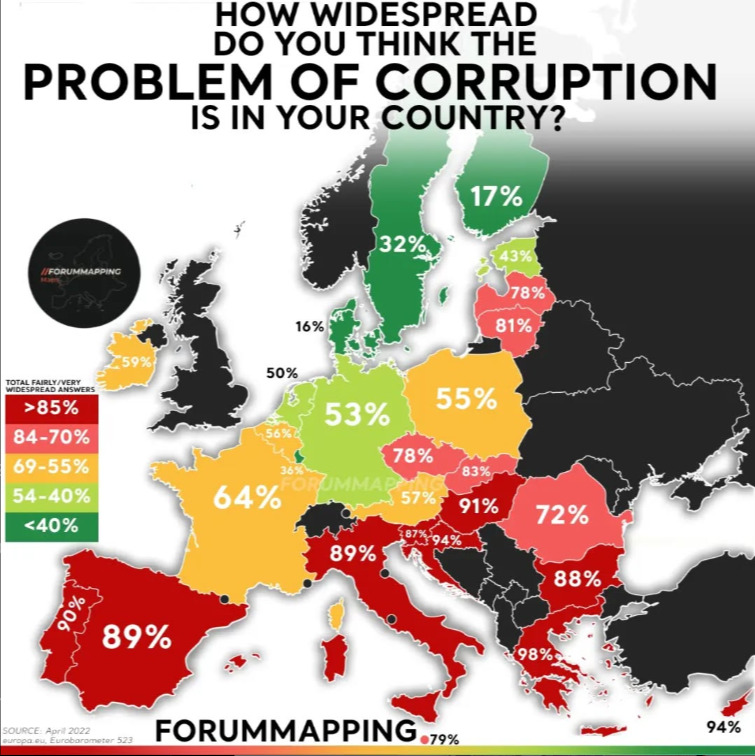 HOW WIDESPREAD
DO YOU THINK THE
PROBLEM OF CORRUPTION
IS IN YOUR COUNTRY?
17%
32%
43%
//FORUMMAPPING
78%
81%
16%
59%
50%
TOTAL FAIRLY/VERY
WIDESPREAD ANSWERS
>85%
84-70%
69-55%
54-40%
<40%
53%
55%
56%
36%
78%
83%
FORUMMAPPING
64%
57%
91%
72%
87%
94%
89%
88%
90%
89%
98%
SOURCE: April 2022
europa.eu, Eurobarometer 523
FORUMMAPPING
79%
94%